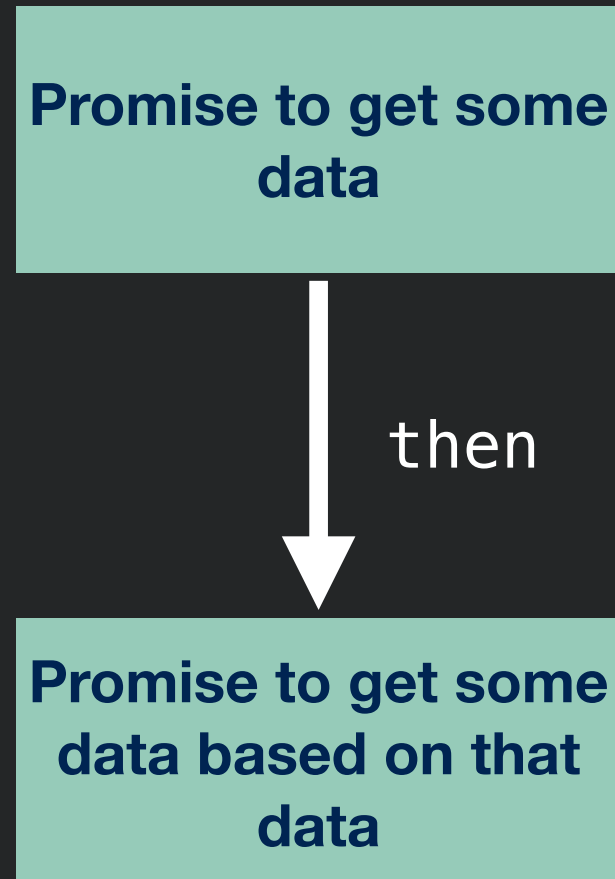 Promise to get some
data
then
Promise to get some
data based on that
data